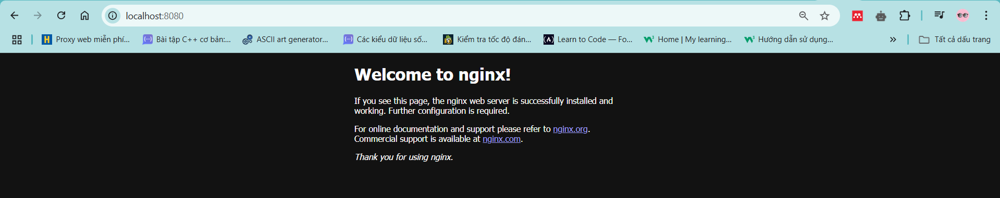 localhost:8080
Proxy web miễn phí... Bài tập C++ cơ bản:... ASCII art generator... Các kiểu dữ liệu số... Kiểm tra tốc độ đán... Learn to Code — Fo... Home | My learning... Hướng dẫn sử dụng... » Tất cả dấu trang
Welcome to nginx!
If you see this page, the nginx web server is successfully installed and
working. Further configuration is required.
For online documentation and support please refer to nginx.org.
Commercial support is available at nginx.com.
Thank you for using nginx.